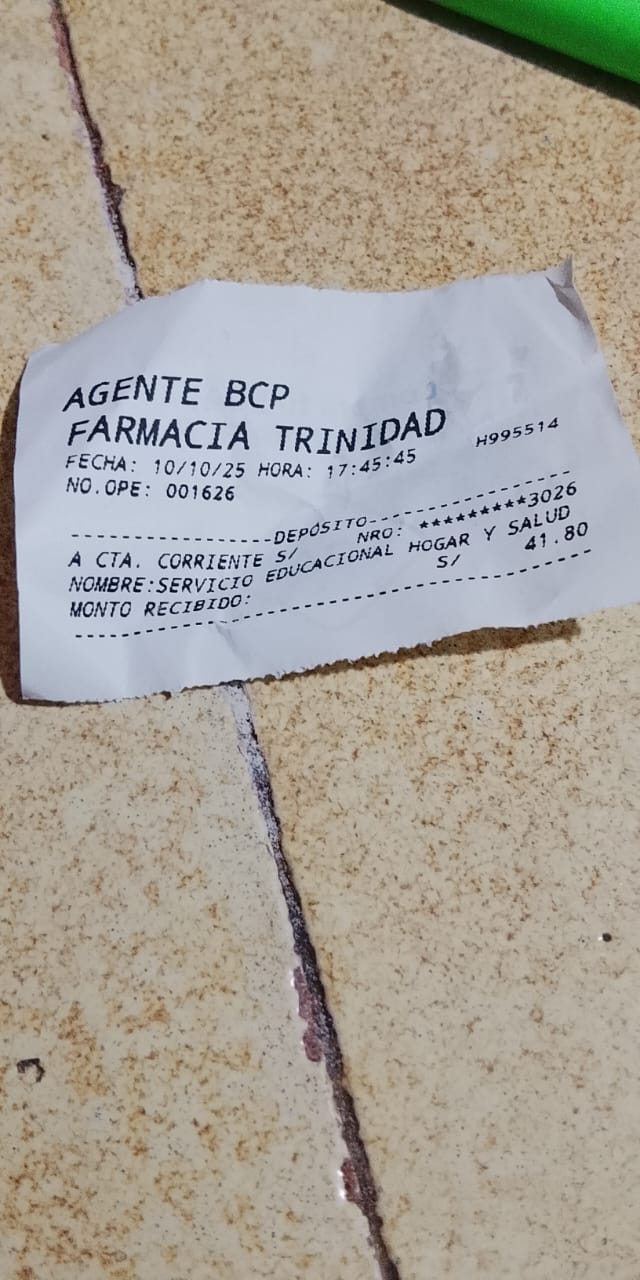 AGENTE BCP
FARMACIA TRINIDAD
FECHA: 10/10/25 HORA: 17:45:45 H995514
NO.OPE: 001626
--------------------DEPÓSITO--------------------
A CTA. CORRIENTE S/ NRO: *********3026
NOMBRE:SERVICIO EDUCACIONAL HOGAR Y SALUD
MONTO RECIBIDO: S/ 41.80
------------------------------------------------